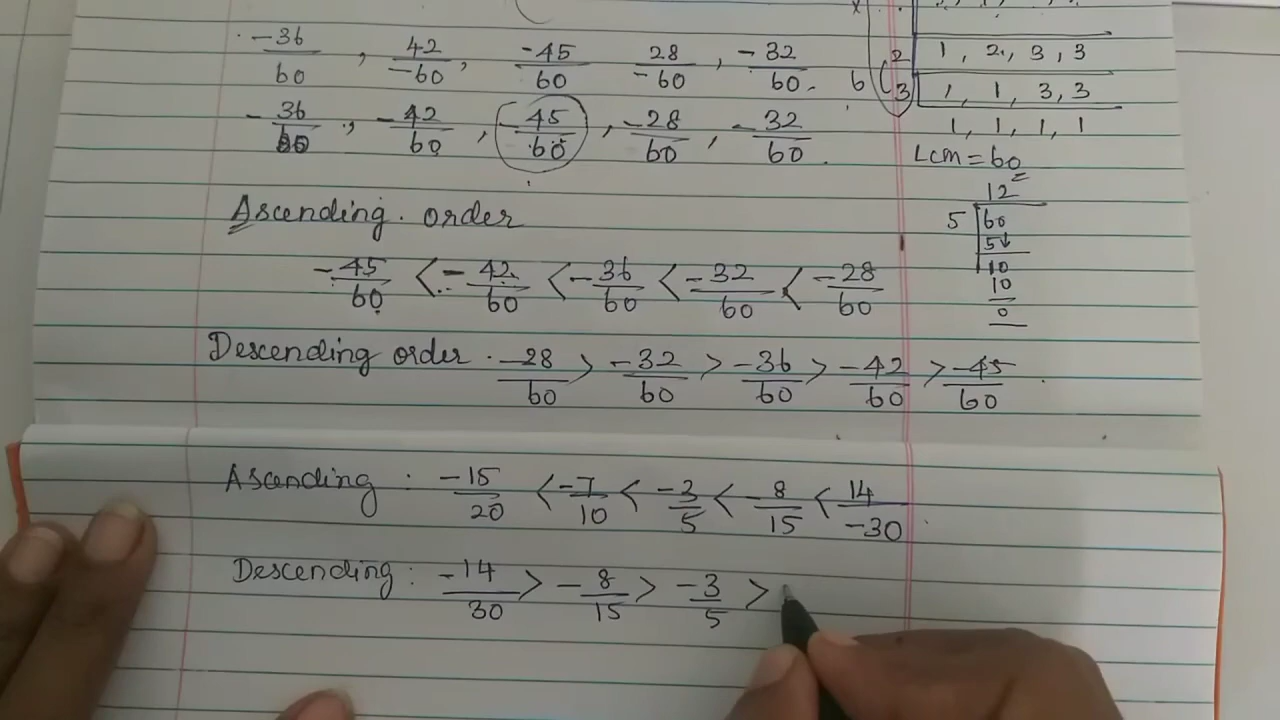 -36/60 , 42/-60 , -45/60 28/-60 , -32/60 .
6 ( 2 | 1, 2, 3, 3
3 | 1, 1, 3, 3
1, 1, 1, 1
-36/60 , -42/60 , -45/60 , -28/60 , -32/60 .
Lcm = 60
12
5 | 60
5↓
10
10
0
Ascending. order
-45/60 < -42/60 < -36/60 < -32/60 < -28/60
Descending order . -28/60 > -32/60 > -36/60 > -42/60 > -45/60
Ascending : -15/20 < -7/10 < -3/5 < -8/15 < 14/-30
Descending : -14/30 > -8/15 > -3/5 >